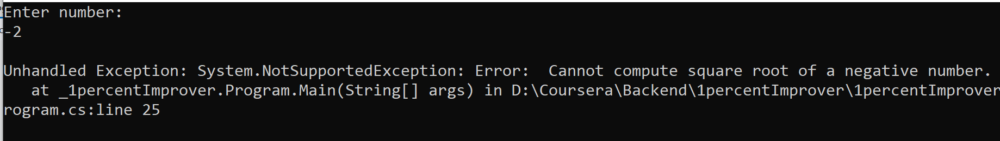 Enter number:
-2
Unhandled Exception: System.NotSupportedException: Error:  Cannot compute square root of a negative number.
   at _1percentImprover.Program.Main(String[] args) in D:\Coursera\Backend\1percentImprover\1percentImprover
rogram.cs:line 25